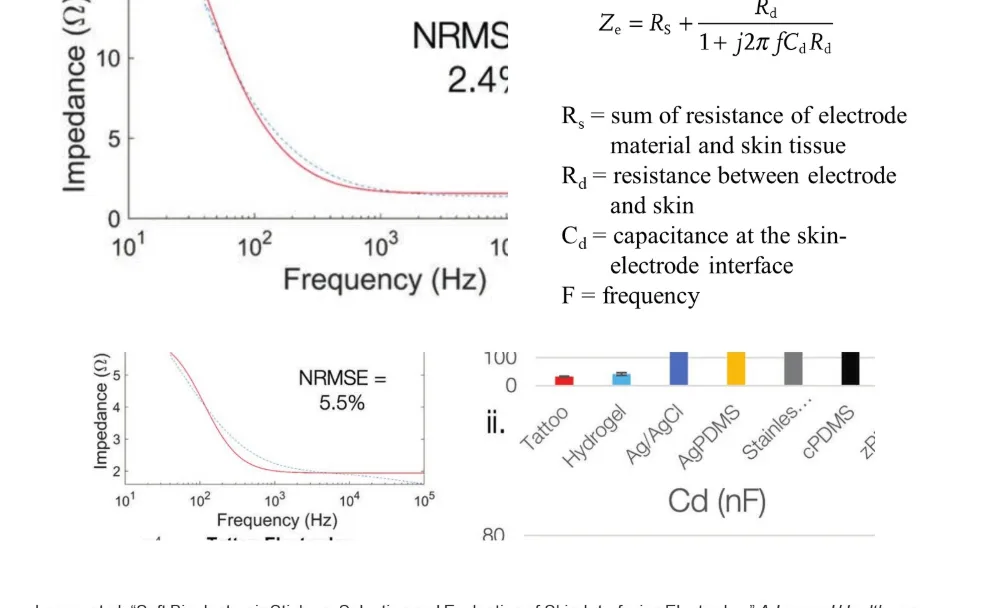 Impedance (Ω)
10
5
0
10¹
10²
10³
Frequency (Hz)
2.4%
Zₑ = R_S + R_d / (1 + j2π fC_d R_d)
Rₛ = sum of resistance of electrode
material and skin tissue
R_d = resistance between electrode
and skin
C_d = capacitance at the skin-
electrode interface
F = frequency
Impedance (Ω)
5
4
3
2
NRMSE =
5.5%
10¹ 10² 10³ 10⁴ 10⁵
Frequency (Hz)
100
0
ii.
Tattoo
Hydrogel
Ag/AgCl
AgPDMS
Stainles...
cPDMS
Cd (nF)
80